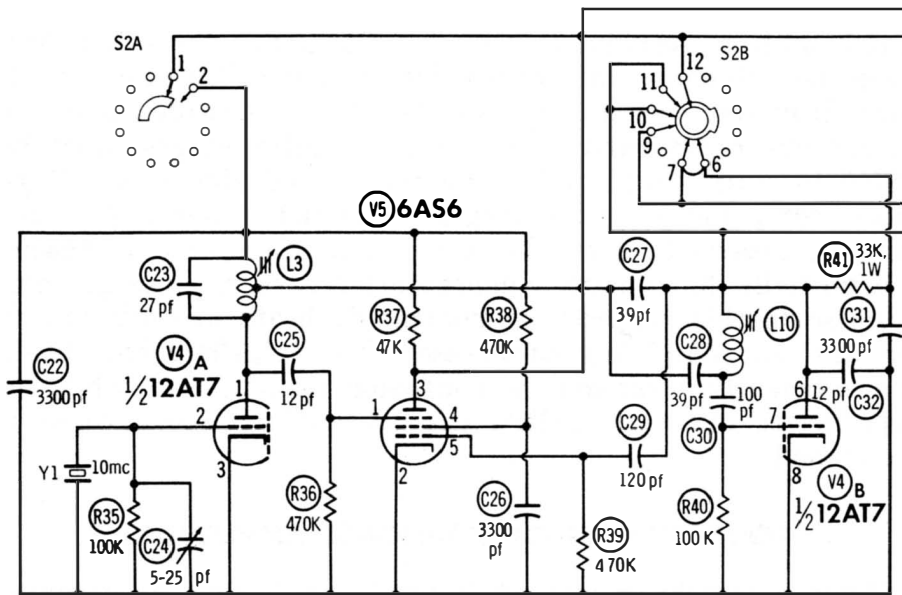 S2A
1
2
12
S2B
11
10
9
7
6
V5 6AS6
C23
27 pf
L3
C27
39 pf
R41
33K,
1W
R37
47K
R38
470K
L10
C31
3300 pf
C22
3300 pf
V4 A
½ 12AT7
C25
12 pf
C28
39 pf
100
pf
C30
12 pf
C32
1
2
3
1
3
4
5
2
C29
120 pf
6
7
8
Y1
10mc
R35
100K
C24
5-25 pf
R36
470K
C26
3300
pf
R39
470K
R40
100 K
V4 B
½ 12AT7